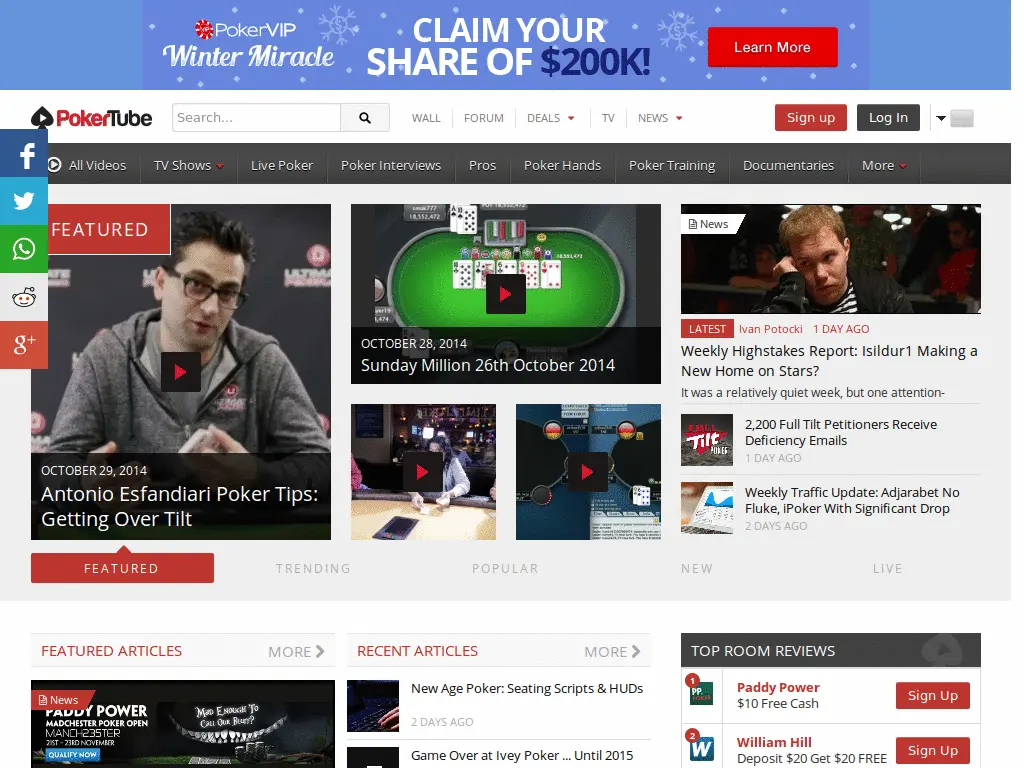 PokerVIP
Winter Miracle
CLAIM YOUR
SHARE OF $200K!
Learn More
PokerTube
Search...
WALL
FORUM
DEALS
TV
NEWS
Sign up
Log In
All Videos
TV Shows
Live Poker
Poker Interviews
Pros
Poker Hands
Poker Training
Documentaries
More
FEATURED
OCTOBER 29, 2014
Antonio Esfandiari Poker Tips:
Getting Over Tilt
18,552,472
OCTOBER 28, 2014
Sunday Million 26th October 2014
News
LATEST Ivan Potocki 1 DAY AGO
Weekly Highstakes Report: Isildur1 Making a
New Home on Stars?
It was a relatively quiet week, but one attention-
FULL
Tilt
POKER
2,200 Full Tilt Petitioners Receive
Deficiency Emails
1 DAY AGO
Weekly Traffic Update: Adjarabet No
Fluke, iPoker With Significant Drop
2 DAYS AGO
FEATURED
TRENDING
POPULAR
NEW
LIVE
FEATURED ARTICLES
MORE
News
PADDY POWER
MADCHESTER POKER OPEN
MANCH235TER
21ST - 23RD NOVEMBER
QUALIFY NOW
MAD ENOUGH TO
CALL OUR BLUFF?
RECENT ARTICLES
MORE
New Age Poker: Seating Scripts & HUDs
2 DAYS AGO
Game Over at Ivey Poker ... Until 2015
TOP ROOM REVIEWS
1
PP.
POKER
Paddy Power
$10 Free Cash
Sign Up
2
W
William Hill
Deposit $20 Get $20 FREE
Sign Up